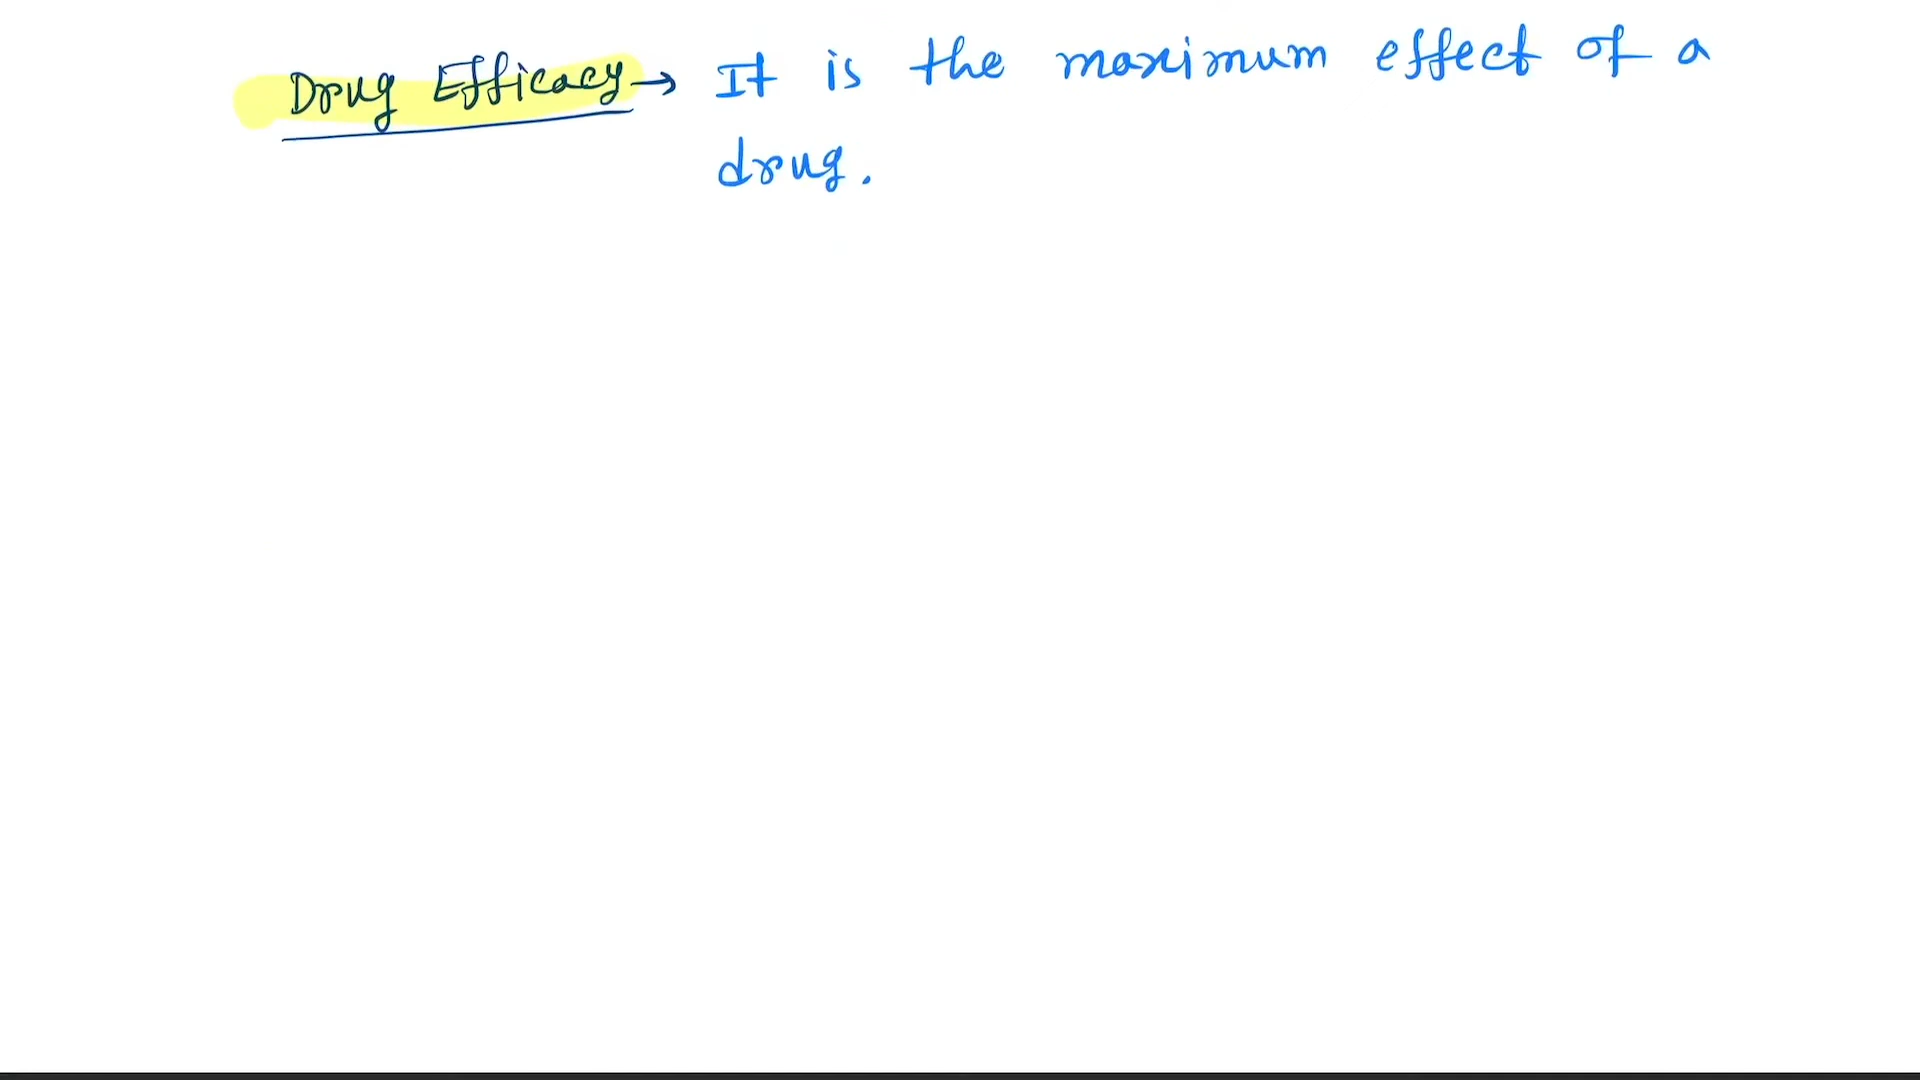 Drug Efficacy → It is the maximum effect of a
drug.